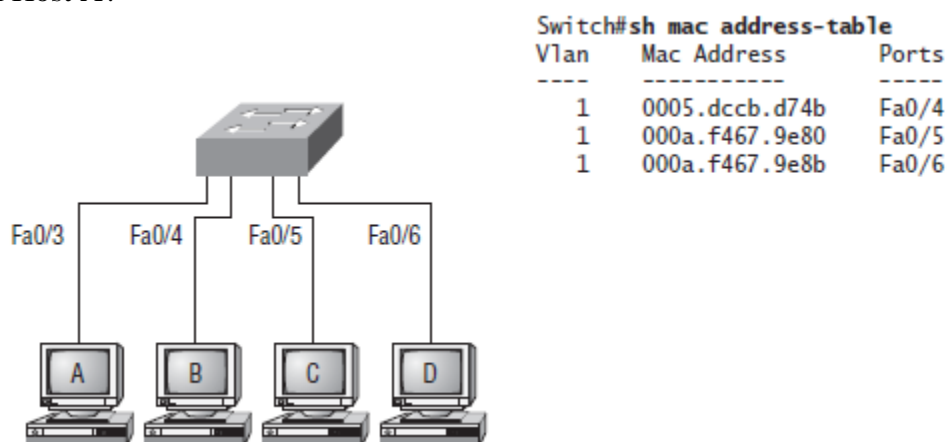 Switch#sh mac address-table
Vlan Mac Address Ports
---- ----------- -----
1 0005.dccb.d74b Fa0/4
1 000a.f467.9e80 Fa0/5
1 000a.f467.9e8b Fa0/6
Fa0/3 Fa0/4 Fa0/5 Fa0/6
A B C D